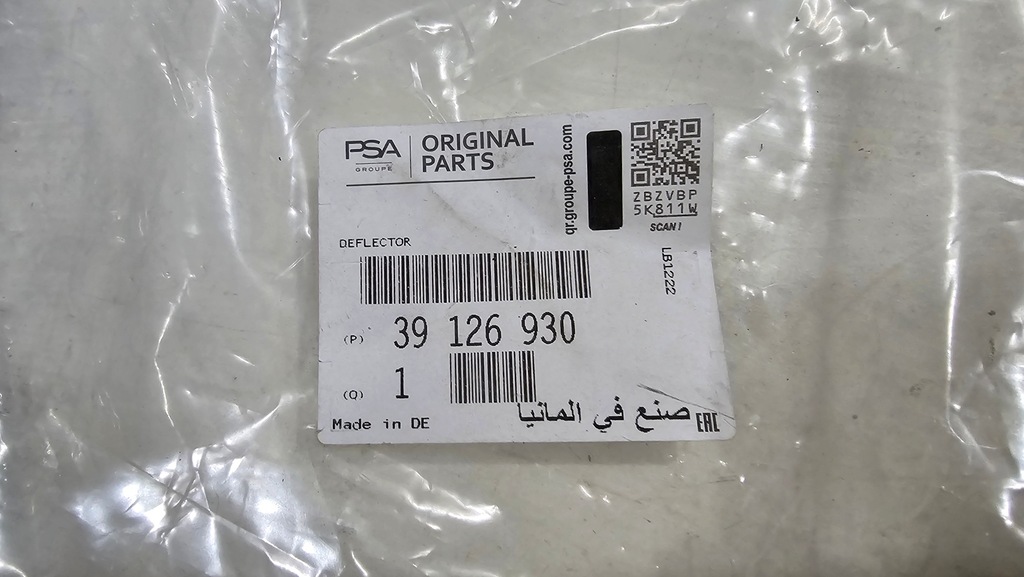 PSA
GROUPE
ORIGINAL
PARTS
qr.groupe-psa.com
ZBZVBP
5K811W
SCAN!
DEFLECTOR
LB1222
(P) 39 126 930
(Q) 1
Made in DE
صنع في المانيا
EAC